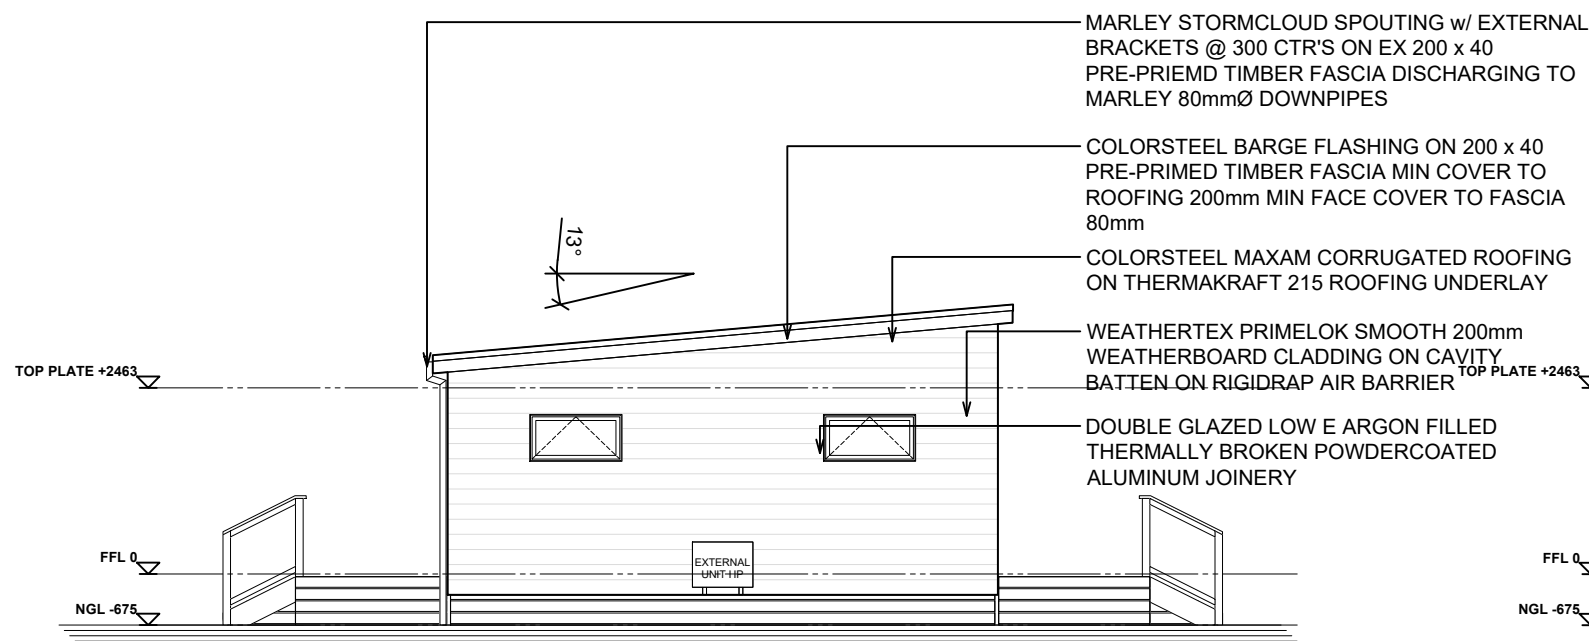 MARLEY STORMCLOUD SPOUTING w/ EXTERNAL
BRACKETS @ 300 CTR'S ON EX 200 x 40
PRE-PRIEMD TIMBER FASCIA DISCHARGING TO
MARLEY 80mmØ DOWNPIPES
COLORSTEEL BARGE FLASHING ON 200 x 40
PRE-PRIMED TIMBER FASCIA MIN COVER TO
ROOFING 200mm MIN FACE COVER TO FASCIA
80mm
13°
COLORSTEEL MAXAM CORRUGATED ROOFING
ON THERMAKRAFT 215 ROOFING UNDERLAY
WEATHERTEX PRIMELOK SMOOTH 200mm
WEATHERBOARD CLADDING ON CAVITY
BATTEN ON RIGIDRAP AIR BARRIER
TOP PLATE +2463
TOP PLATE +2463
DOUBLE GLAZED LOW E ARGON FILLED
THERMALLY BROKEN POWDERCOATED
ALUMINUM JOINERY
EXTERNAL
UNIT HP
FFL 0
FFL 0
NGL -675
NGL -675